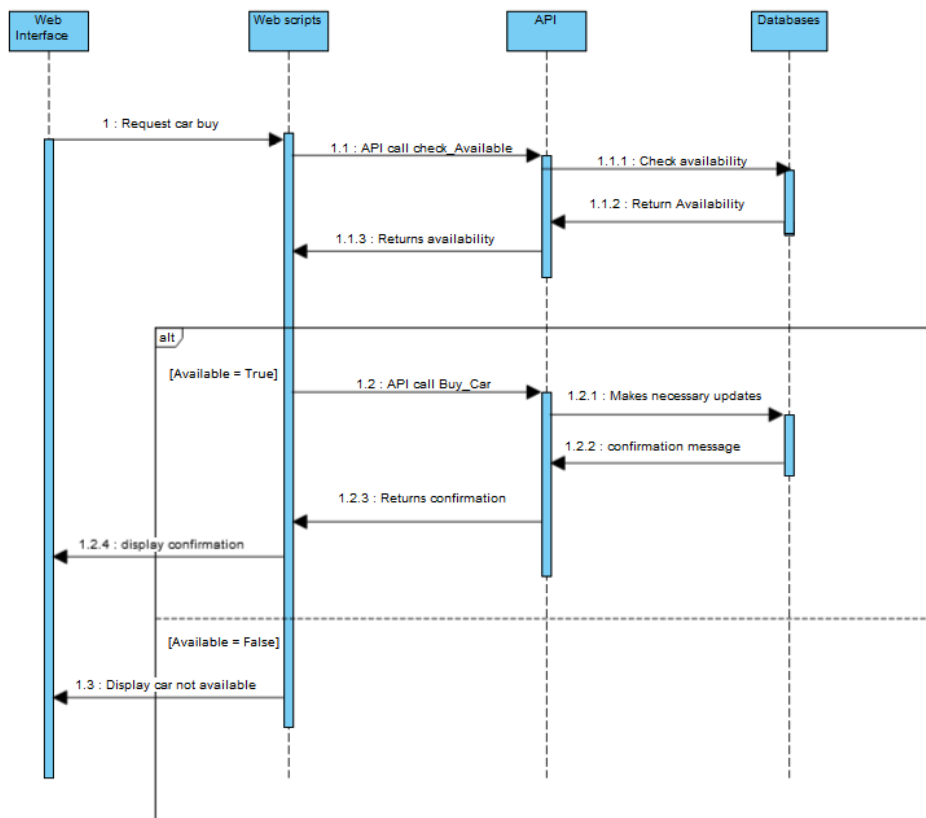 Web
Interface
Web scripts
API
Databases
1 : Request car buy
1.1 : API call check_Available
1.1.1 : Check availability
1.1.2 : Return Availability
1.1.3 : Returns availability
alt
[Available = True]
1.2 : API call Buy_Car
1.2.1 : Makes necessary updates
1.2.2 : confirmation message
1.2.3 : Returns confirmation
1.2.4 : display confirmation
[Available = False]
1.3 : Display car not available